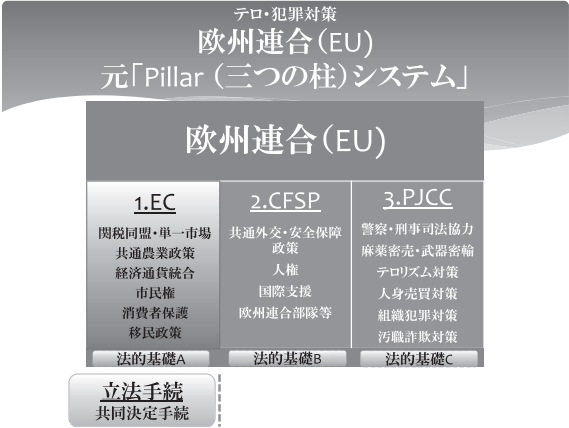 テロ・犯罪対策
欧州連合（EU）
元「Pillar（三つの柱）システム」
欧州連合（EU）
1.EC
関税同盟・単一市場
共通農業政策
経済通貨統合
市民権
消費者保護
移民政策
法的基礎A
2.CFSP
共通外交・安全保障
政策
人権
国際支援
欧州連合部隊等
法的基礎B
3.PJCC
警察・刑事司法協力
麻薬密売・武器密輸
テロリズム対策
人身売買対策
組織犯罪対策
汚職詐欺対策
法的基礎C
立法手続
共同決定手続